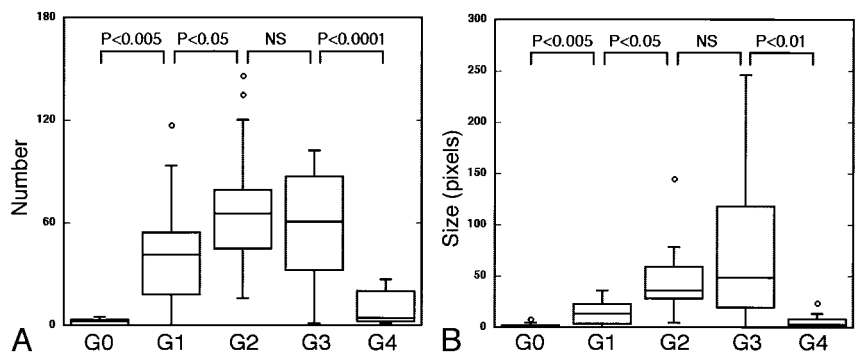 180
120
60
0
Number
P<0.005 P<0.05 NS P<0.0001
G0 G1 G2 G3 G4
A
300
250
200
150
100
50
0
Size (pixels)
P<0.005 P<0.05 NS P<0.01
G0 G1 G2 G3 G4
B